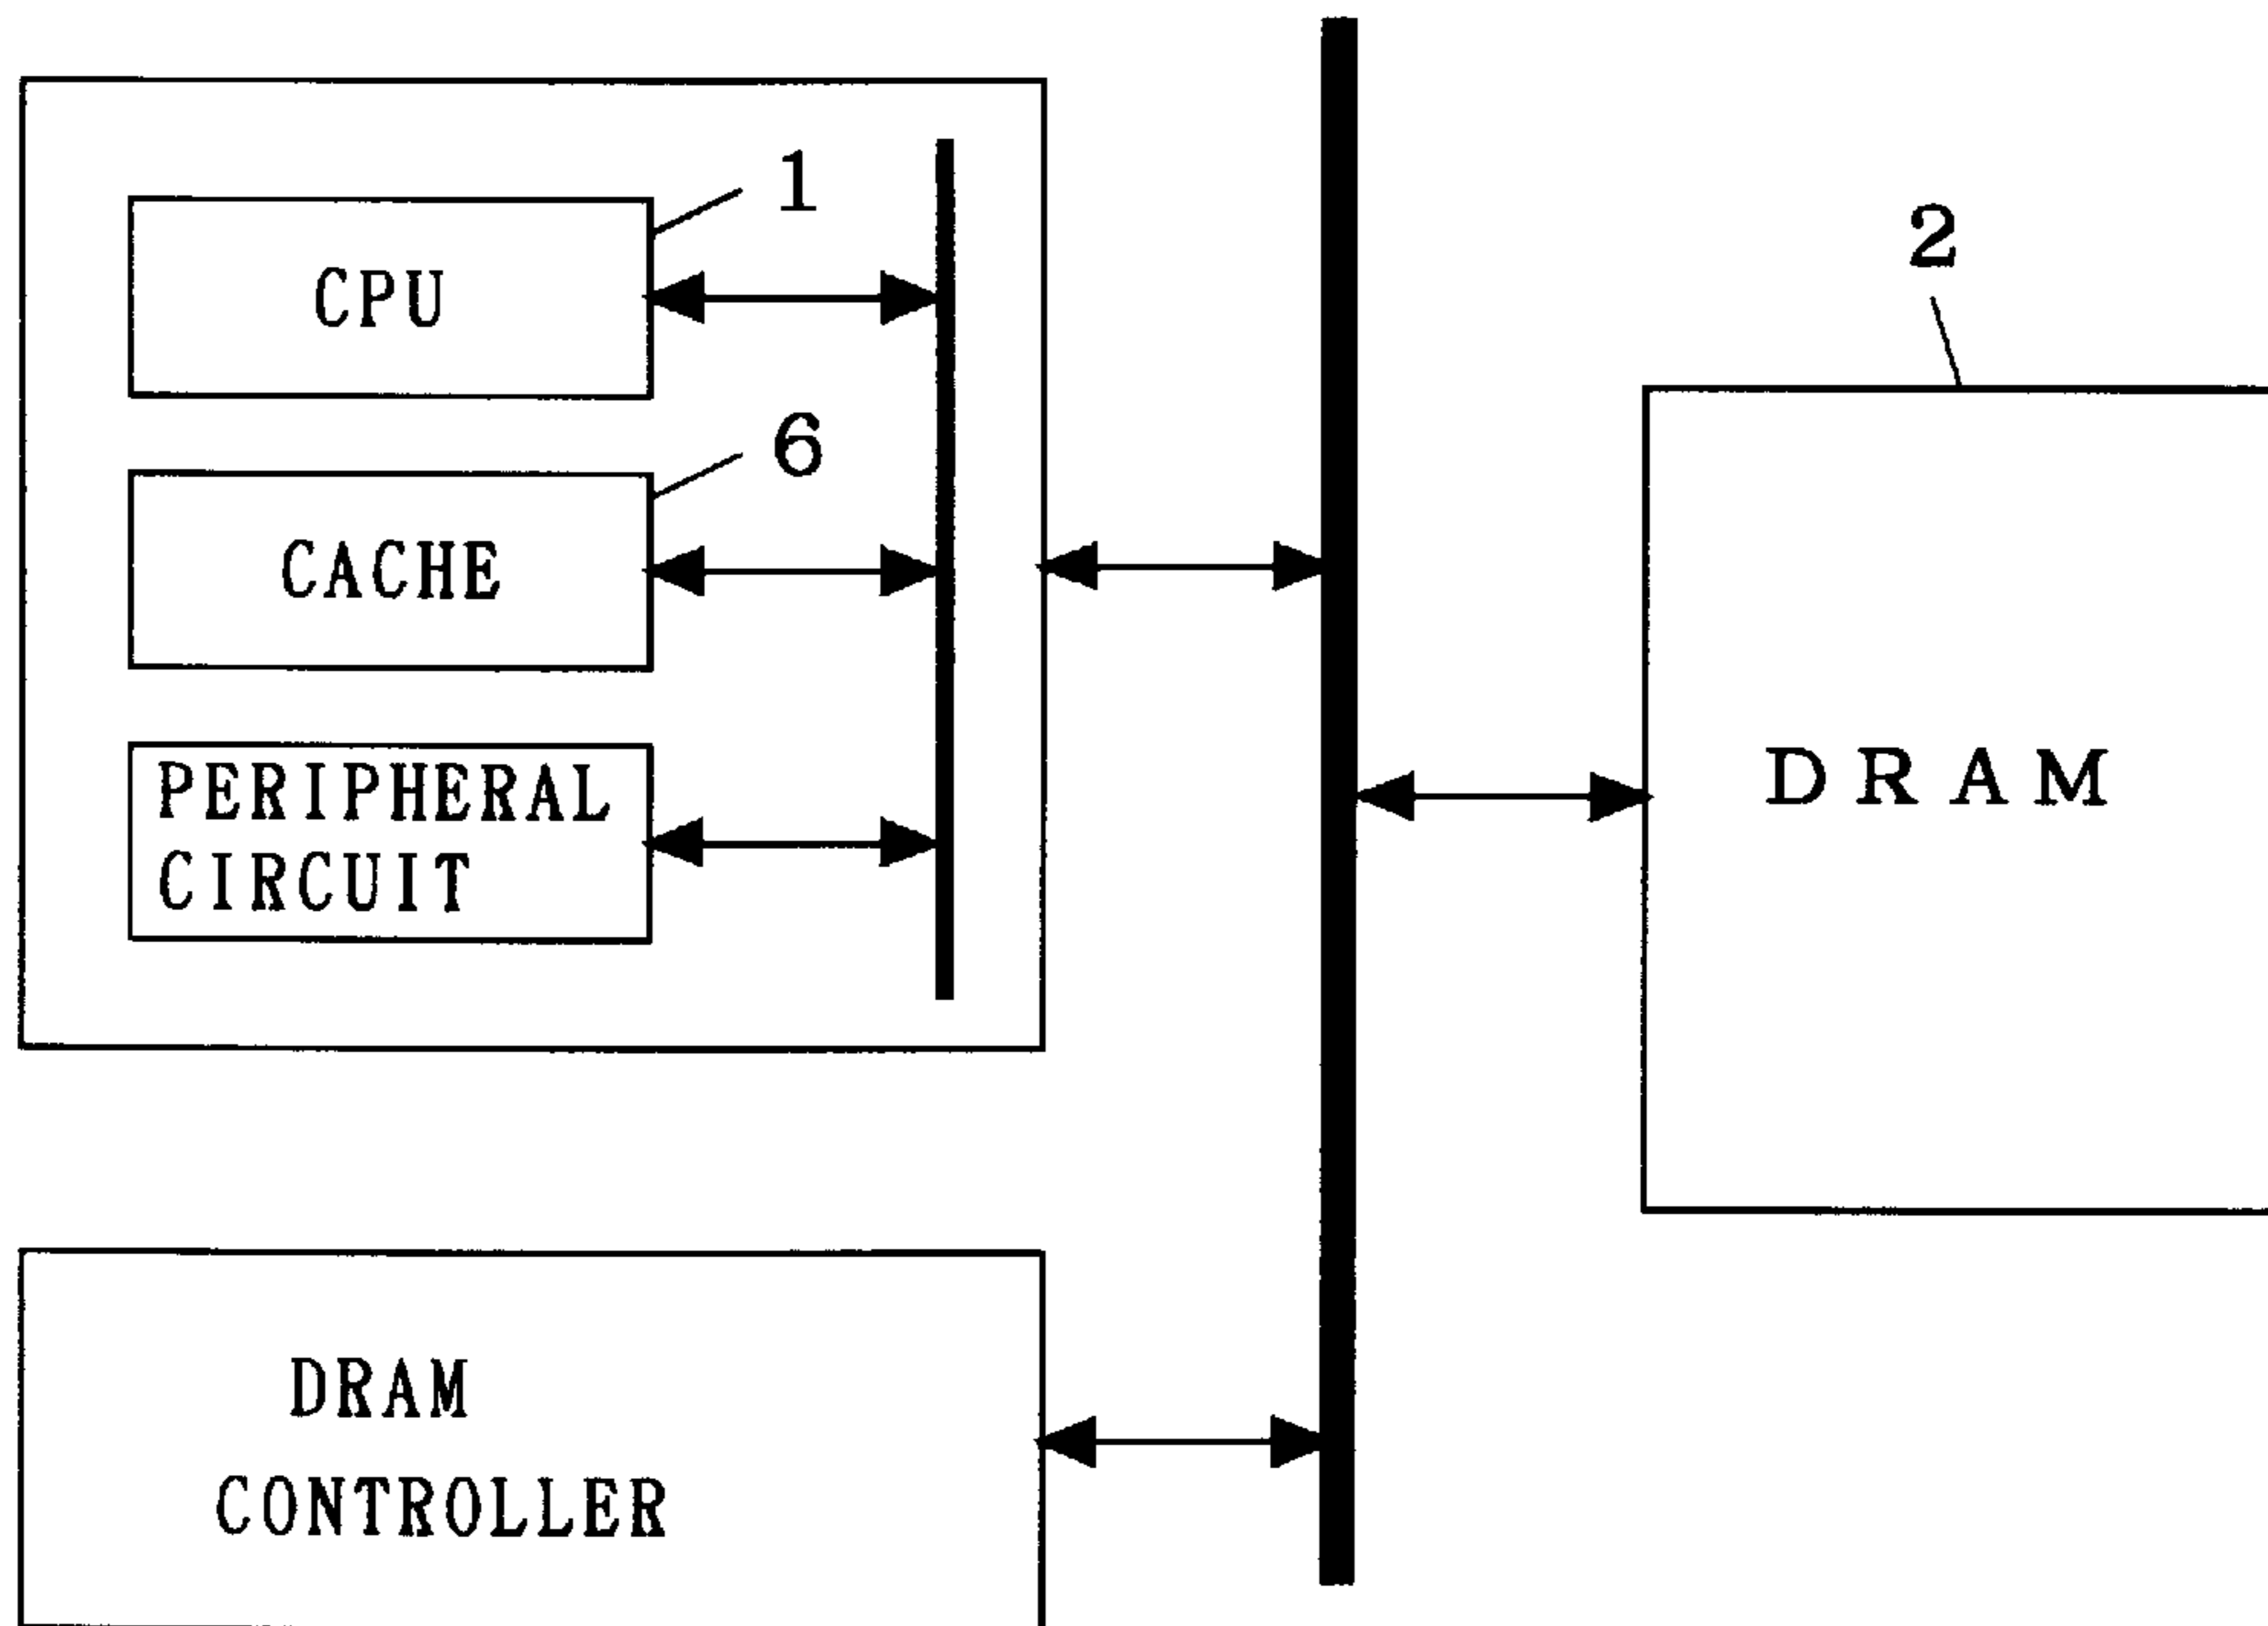 1
CPU
6
CACHE
PERIPHERAL
CIRCUIT
2
DRAM
DRAM
CONTROLLER